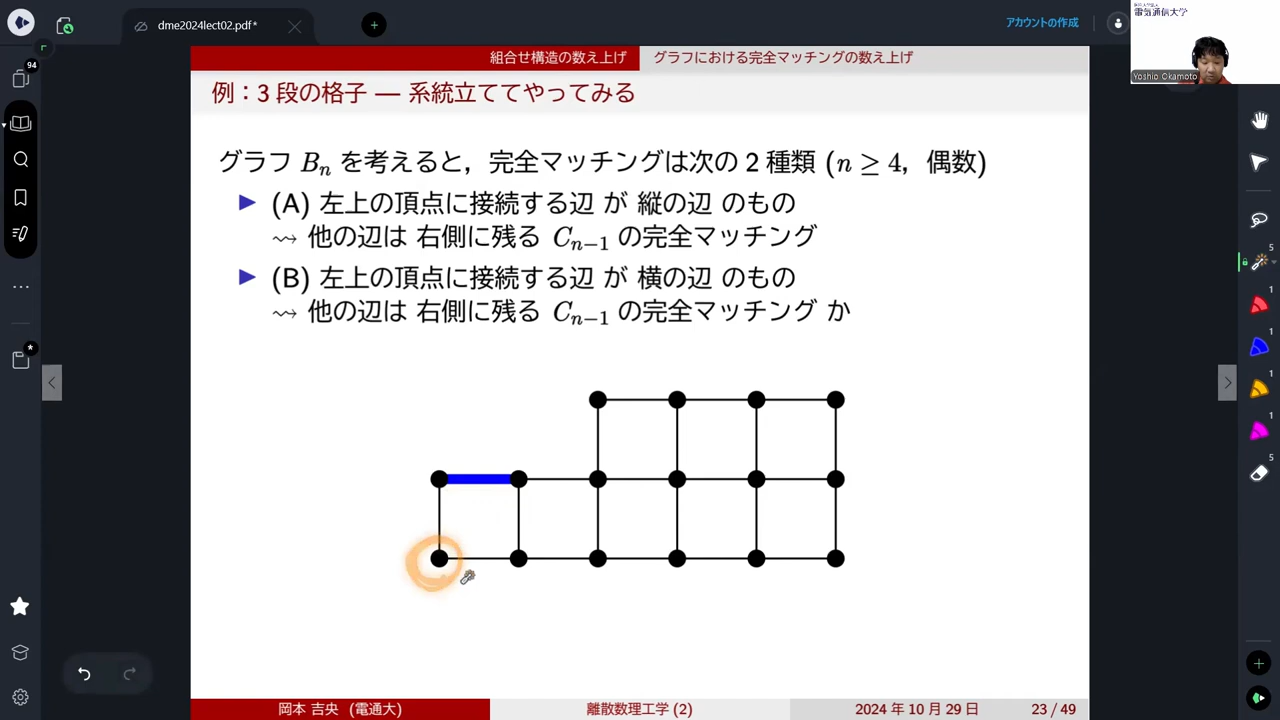 dme2024lect02.pdf*
アカウントの作成
電気通信大学
Yoshio Okamoto
94
組合せ構造の数え上げ
グラフにおける完全マッチングの数え上げ
例：3 段の格子 — 系統立ててやってみる
グラフ Bn を考えると，完全マッチングは次の 2 種類 (n ≥ 4，偶数)
▶ (A) 左上の頂点に接続する辺 が 縦の辺 のもの
⇝ 他の辺は 右側に残る Cn−1 の完全マッチング
▶ (B) 左上の頂点に接続する辺 が 横の辺 のもの
⇝ 他の辺は 右側に残る Cn−1 の完全マッチング か
5
1
1
1
1
5
岡本 吉央 (電通大)
離散数理工学 (2)
2024 年 10 月 29 日
23 / 49